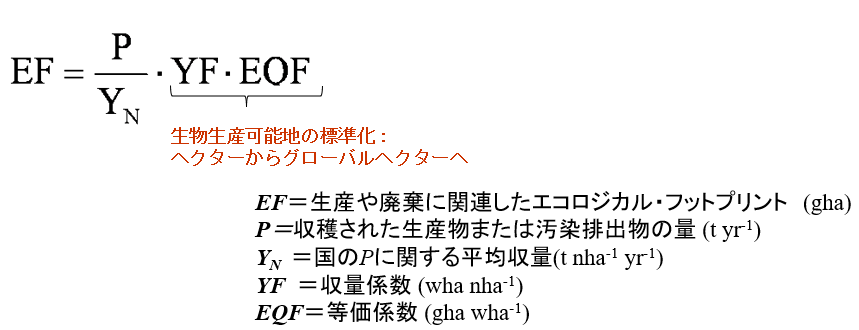 EF = P/Y_N · YF · EQF
生物生産可能地の標準化：
ヘクターからグローバルヘクターへ
EF＝生産や廃棄に関連したエコロジカル・フットプリント (gha)
P＝収穫された生産物または汚染排出物の量 (t yr⁻¹)
Y_N ＝国のPに関する平均収量(t nha⁻¹ yr⁻¹)
YF ＝収量係数 (wha nha⁻¹)
EQF＝等価係数 (gha wha⁻¹)